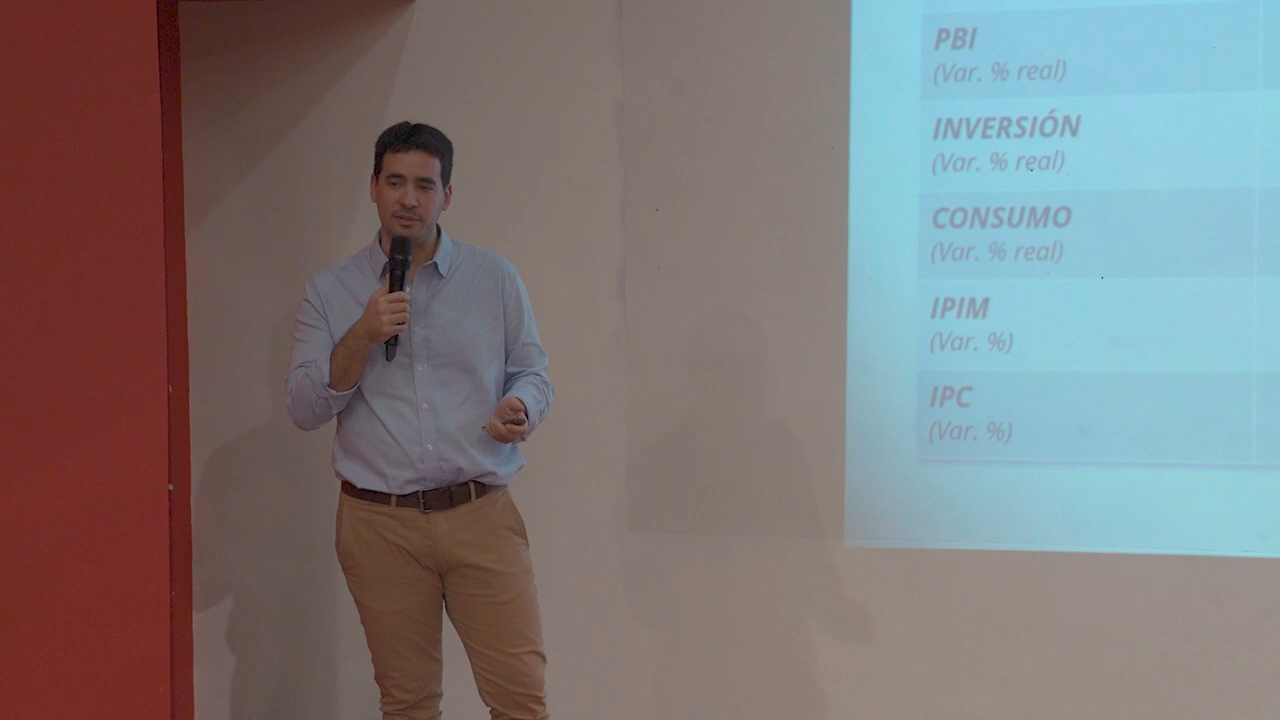 PBI
(Var. % real)
INVERSIÓN
(Var. % real)
CONSUMO
(Var. % real)
IPIM
(Var. %)
IPC
(Var. %)